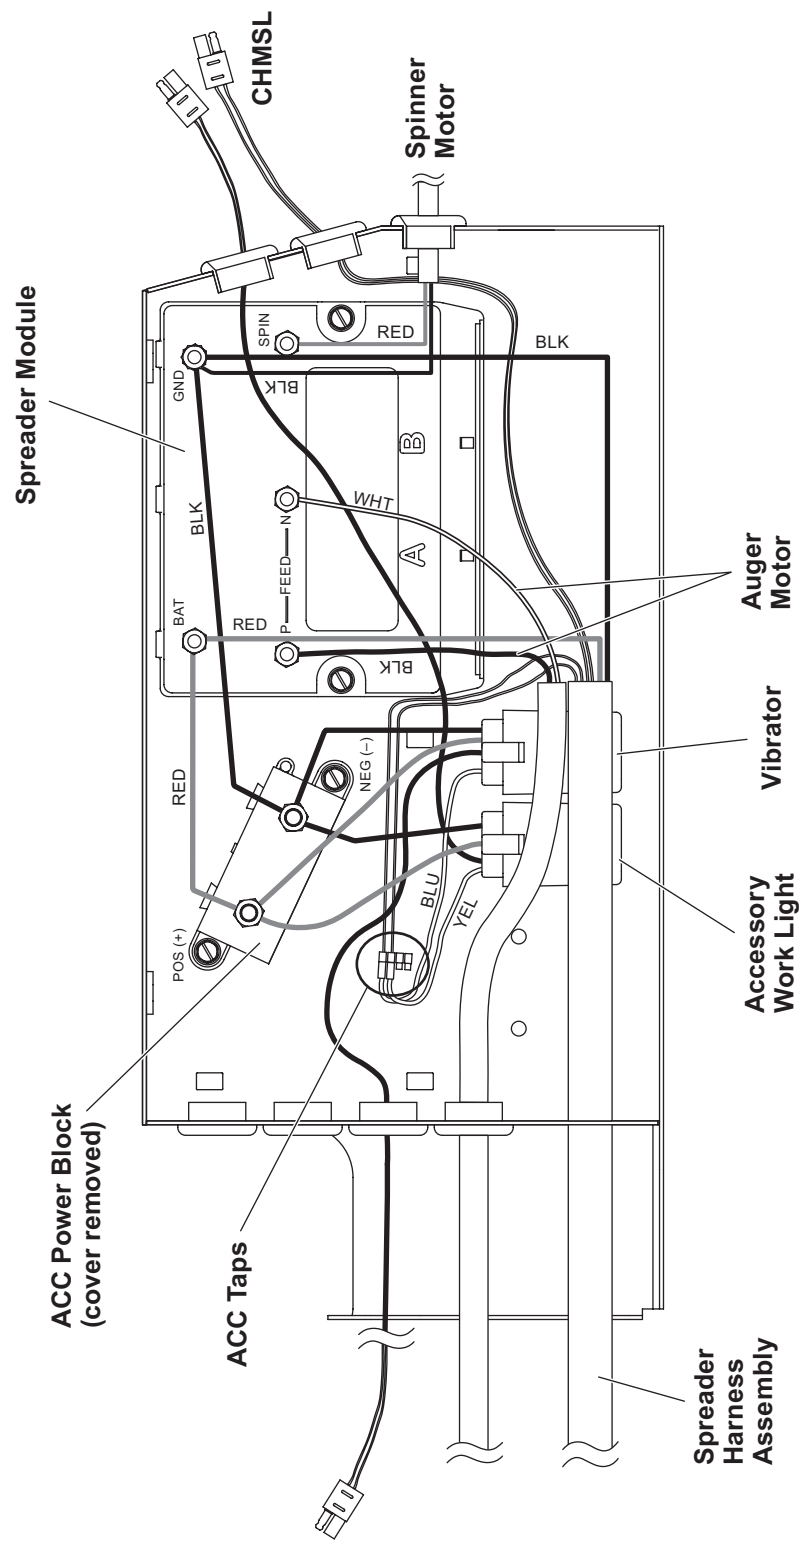 CHMSL
Spinner
Motor
Spreader Module
SPIN
RED
BLK
GND
BLK
B
BLK
WHT
N
FEED
P
A
BAT
RED
BLK
Auger
Motor
RED
NEG (–)
Vibrator
BLU
YEL
POS (+)
Accessory
Work Light
ACC Power Block
(cover removed)
ACC Taps
Spreader
Harness
Assembly